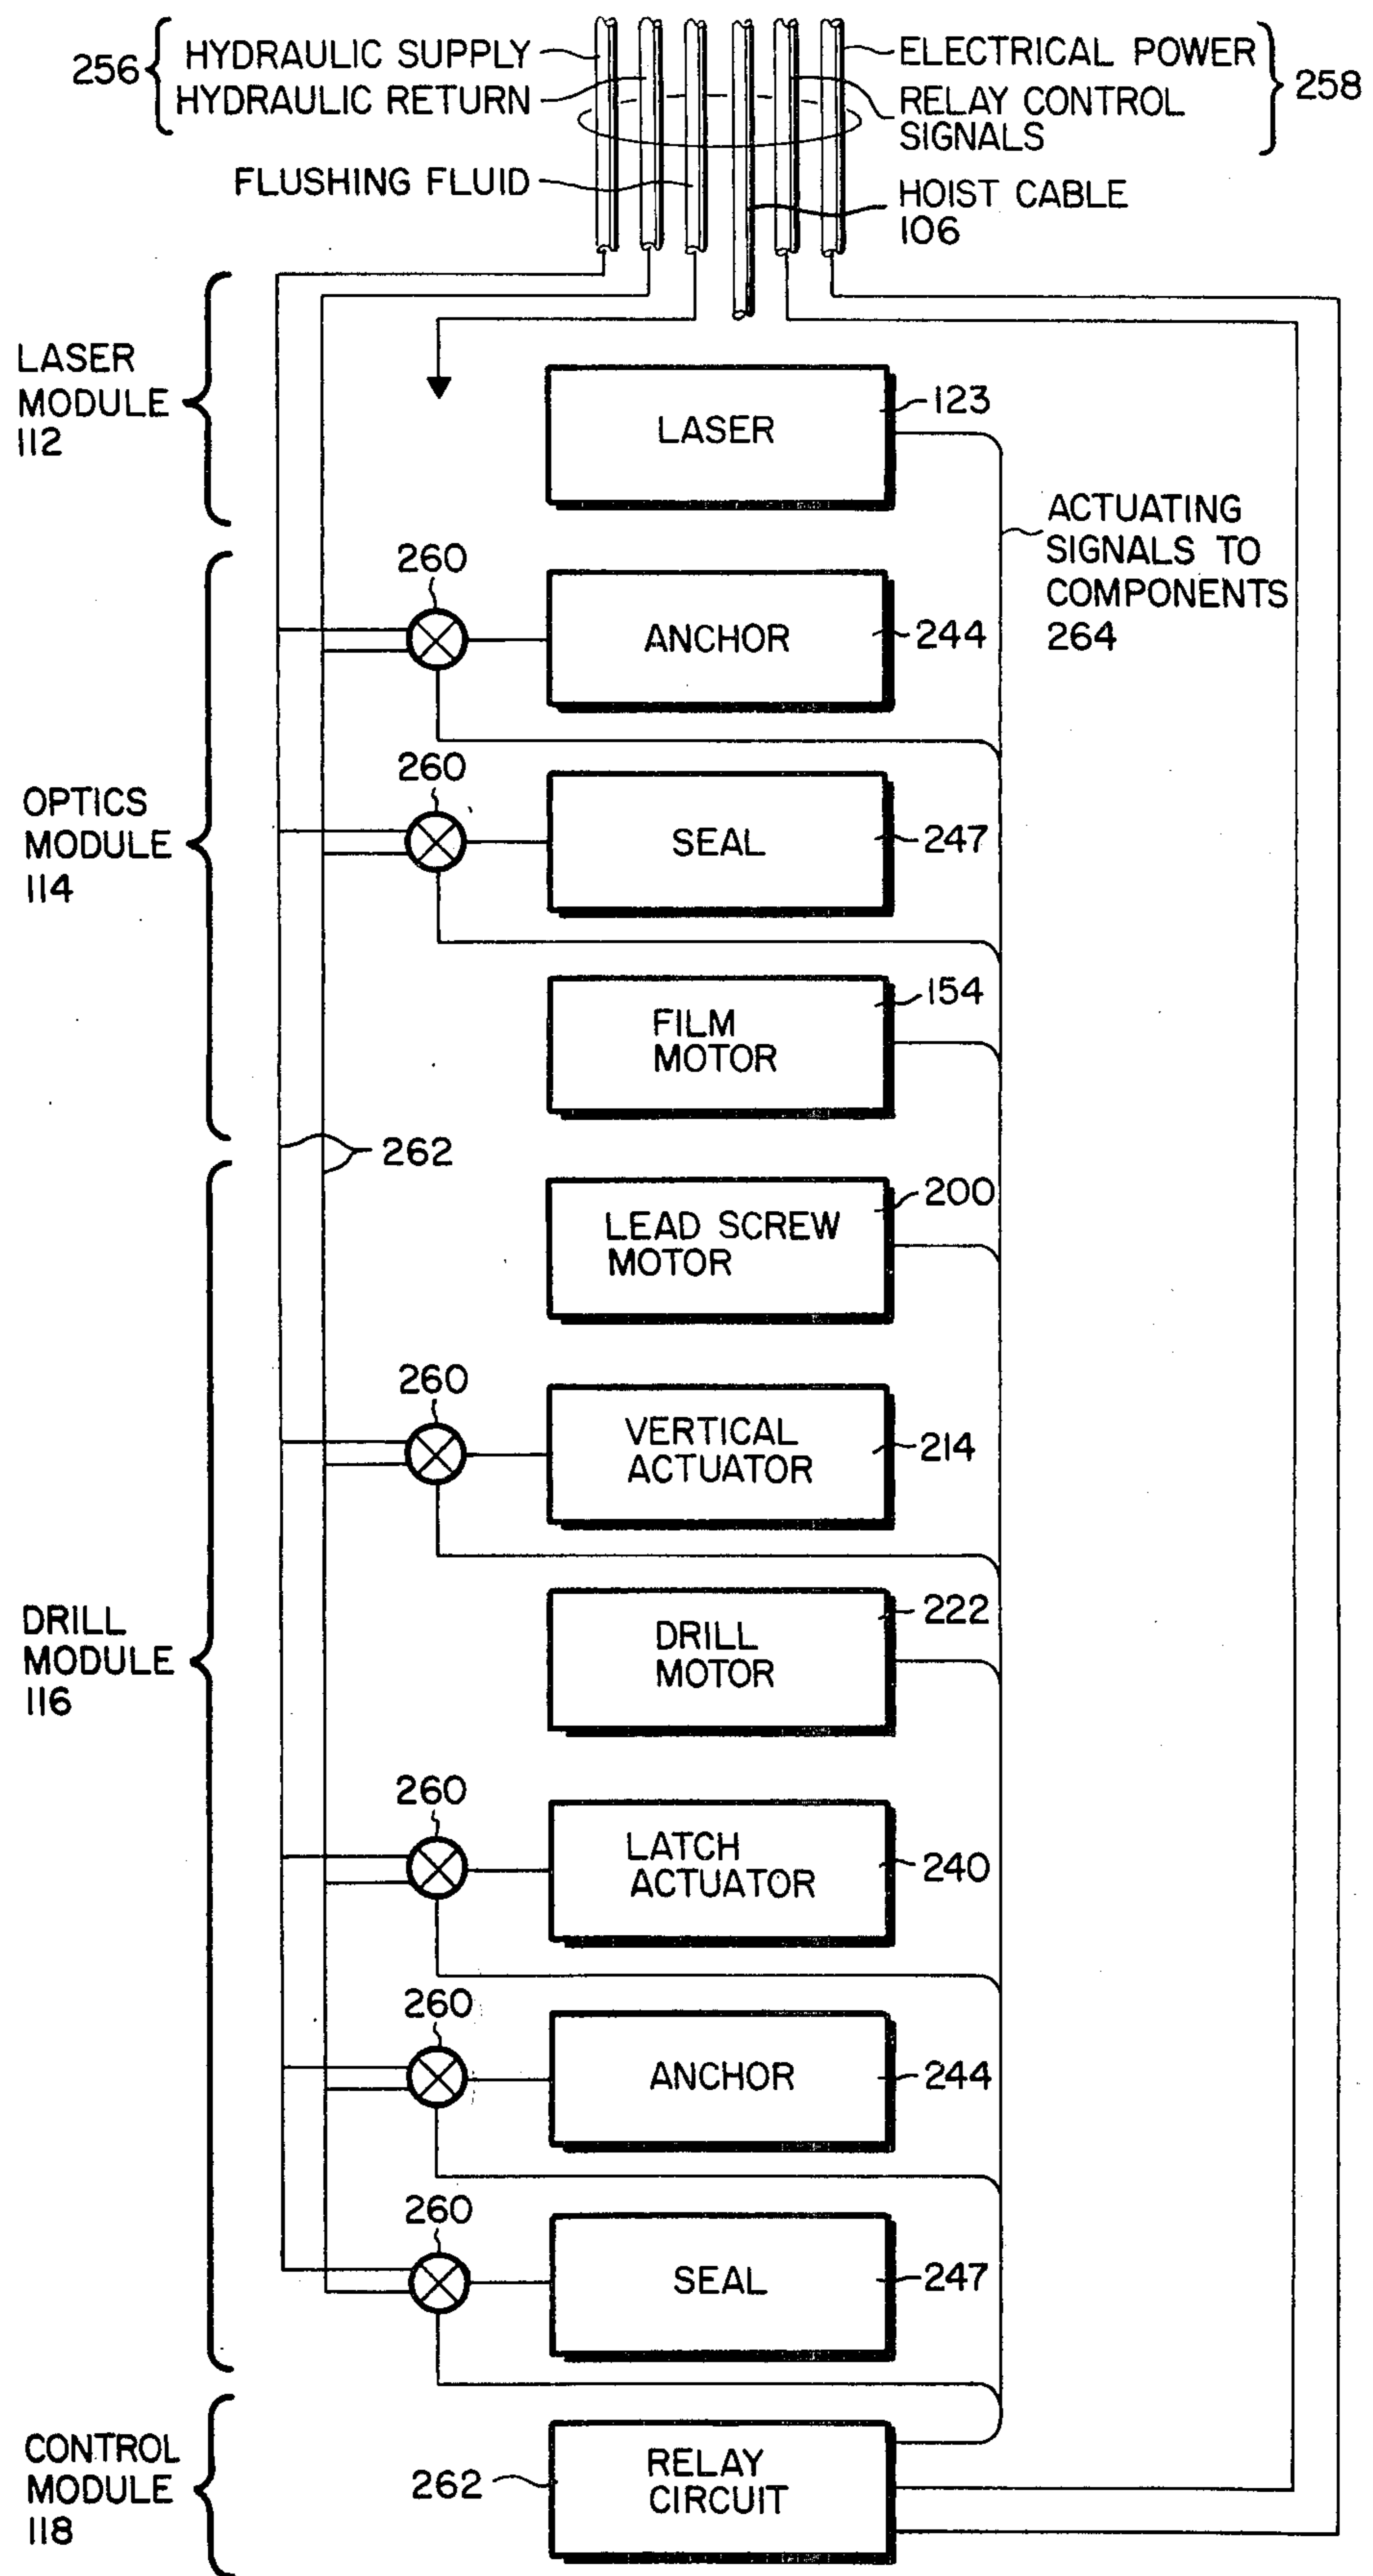 256
HYDRAULIC SUPPLY
HYDRAULIC RETURN
FLUSHING FLUID
ELECTRICAL POWER
RELAY CONTROL
SIGNALS
258
HOIST CABLE
106
LASER
MODULE
112
LASER
123
ACTUATING
SIGNALS TO
COMPONENTS
264
OPTICS
MODULE
114
260
ANCHOR
244
260
SEAL
247
FILM
MOTOR
154
262
DRILL
MODULE
116
LEAD SCREW
MOTOR
200
260
VERTICAL
ACTUATOR
214
DRILL
MOTOR
222
260
LATCH
ACTUATOR
240
260
ANCHOR
244
260
SEAL
247
CONTROL
MODULE
118
262
RELAY
CIRCUIT